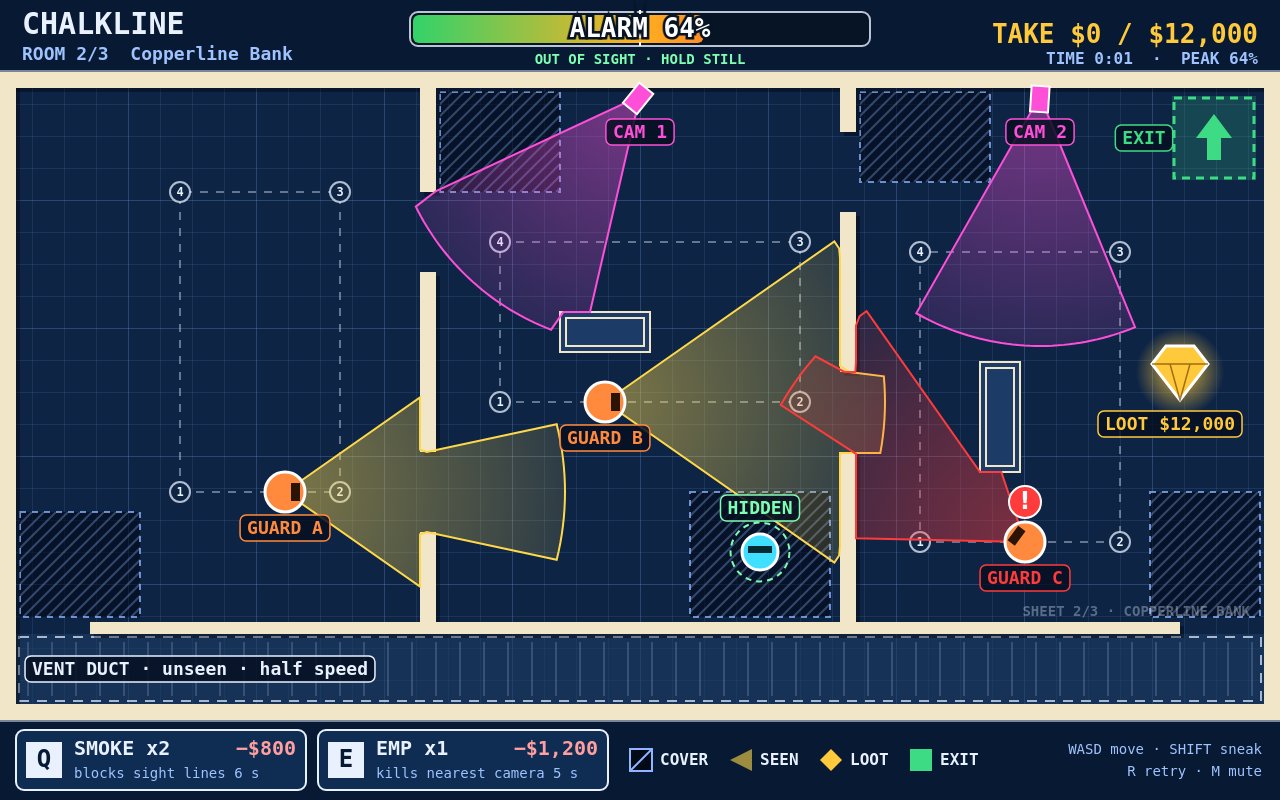 CHALKLINE
ROOM 2/3 Copperline Bank
ALARM 64%
OUT OF SIGHT · HOLD STILL
TAKE $0 / $12,000
TIME 0:01 · PEAK 64%
CAM 1
CAM 2
EXIT
4
3
4
3
4
3
1
2
1
2
1
2
GUARD A
GUARD B
HIDDEN
!
GUARD C
LOOT $12,000
SHEET 2/3 · COPPERLINE BANK
VENT DUCT · unseen · half speed
Q
SMOKE x2 −$800
blocks sight lines 6 s
E
EMP x1 −$1,200
kills nearest camera 5 s
COVER
SEEN
LOOT
EXIT
WASD move · SHIFT sneak
R retry · M mute